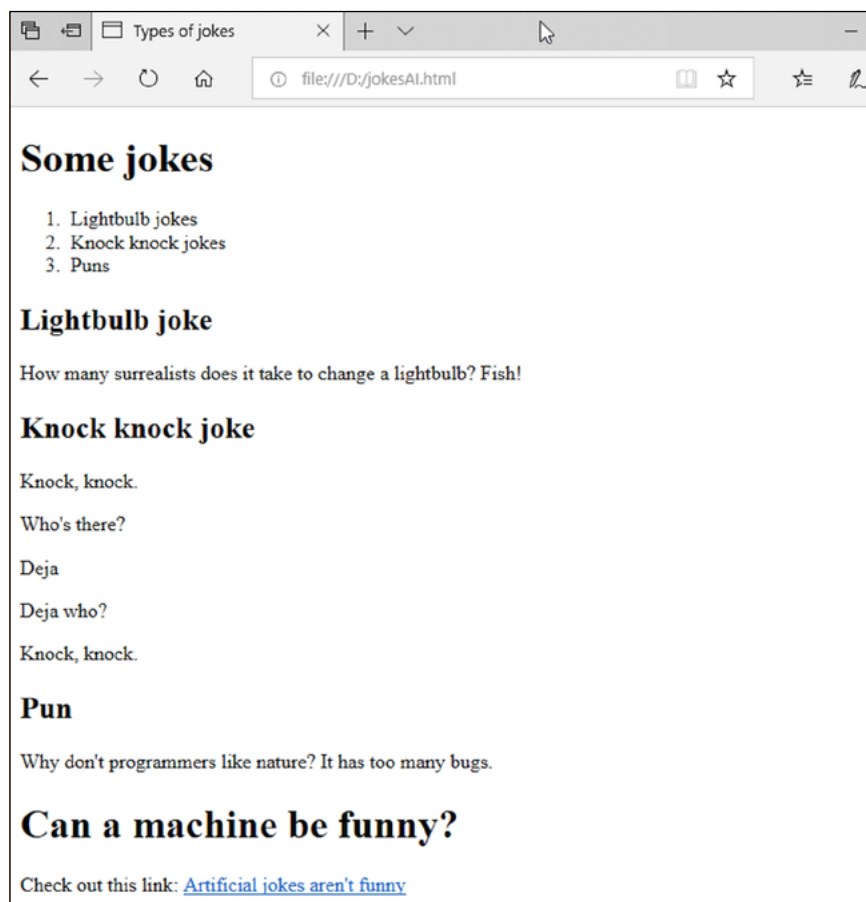 Types of jokes
file:///D:/jokesAI.html
Some jokes
1. Lightbulb jokes
2. Knock knock jokes
3. Puns
Lightbulb joke
How many surrealists does it take to change a lightbulb? Fish!
Knock knock joke
Knock, knock.
Who's there?
Deja
Deja who?
Knock, knock.
Pun
Why don't programmers like nature? It has too many bugs.
Can a machine be funny?
Check out this link: Artificial jokes aren't funny